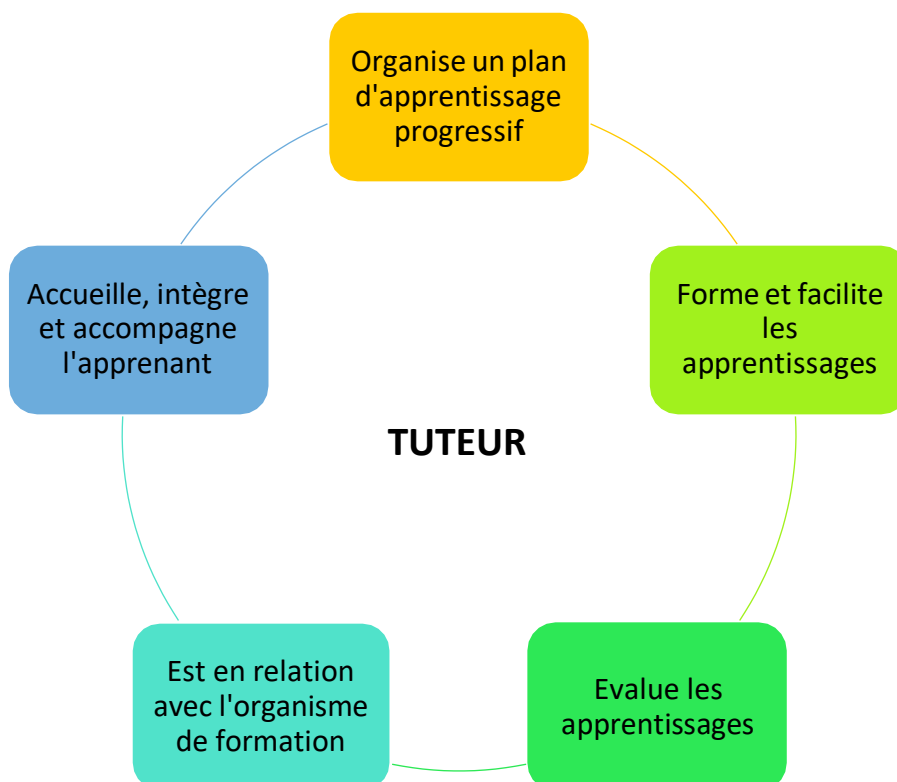 Organise un plan
d'apprentissage
progressif
Accueille, intègre
et accompagne
l'apprenant
Forme et facilite
les
apprentissages
TUTEUR
Est en relation
avec l'organisme
de formation
Evalue les
apprentissages